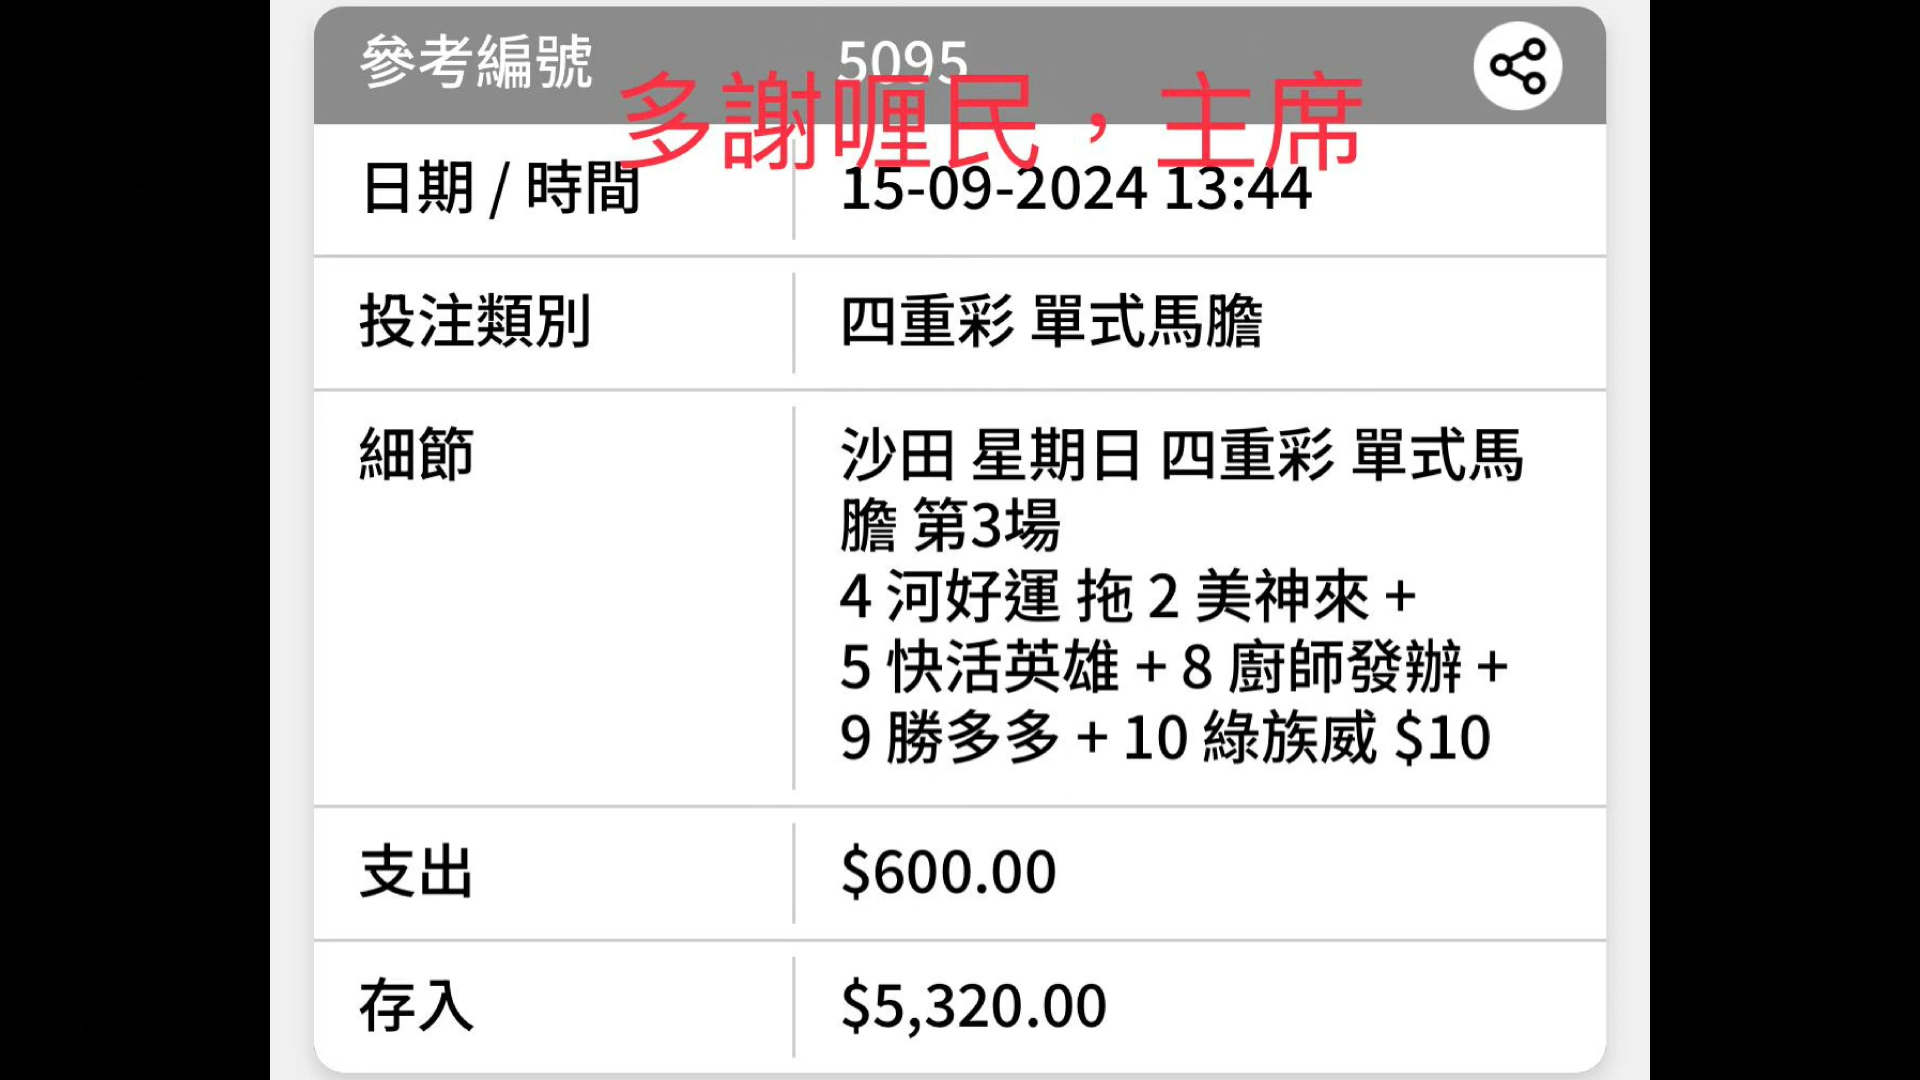 參考編號 5095
多謝喱民，主席
日期 / 時間 15-09-2024 13:44
投注類別 四重彩 單式馬膽
細節 沙田 星期日 四重彩 單式馬
膽 第3場
4 河好運 拖 2 美神來 +
5 快活英雄 + 8 廚師發辦 +
9 勝多多 + 10 綠族威 $10
支出 $600.00
存入 $5,320.00